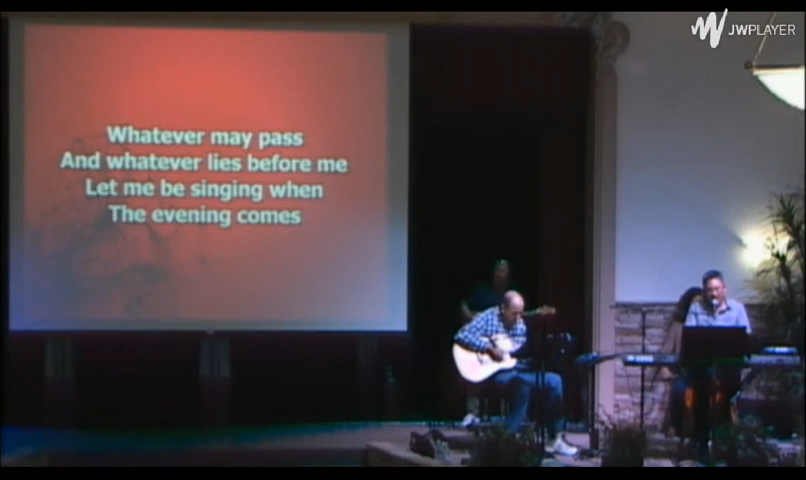 JWPLAYER
Whatever may pass
And whatever lies before me
Let me be singing when
The evening comes